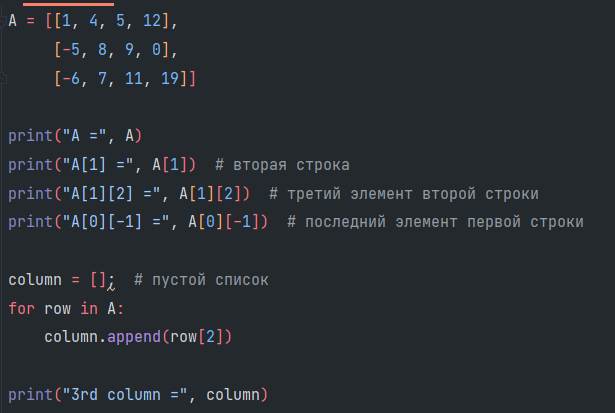 A = [[1, 4, 5, 12],
     [-5, 8, 9, 0],
     [-6, 7, 11, 19]]
print("A =", A)
print("A[1] =", A[1])  # вторая строка
print("A[1][2] =", A[1][2])  # третий элемент второй строки
print("A[0][-1] =", A[0][-1])  # последний элемент первой строки
column = [];  # пустой список
for row in A:
    column.append(row[2])
print("3rd column =", column)